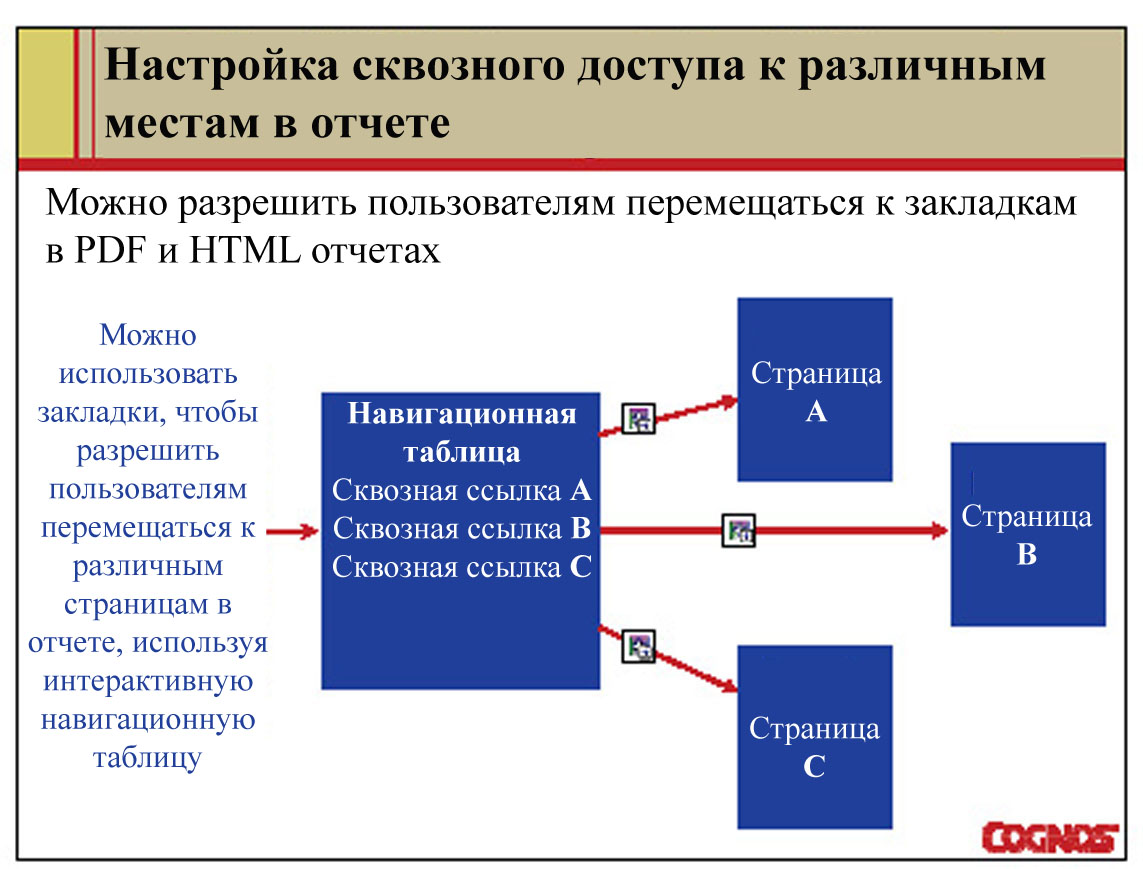 Настройка сквозного доступа к различным
местам в отчете
Можно разрешить пользователям перемещаться к закладкам
в PDF и HTML отчетах
Можно
использовать
закладки, чтобы
разрешить
пользователям
перемещаться к
различным
страницам в
отчете, используя
интерактивную
навигационную
таблицу
Навигационная
таблица
Сквозная ссылка A
Сквозная ссылка B
Сквозная ссылка C
Страница
A
Страница
B
Страница
C
COGNOS